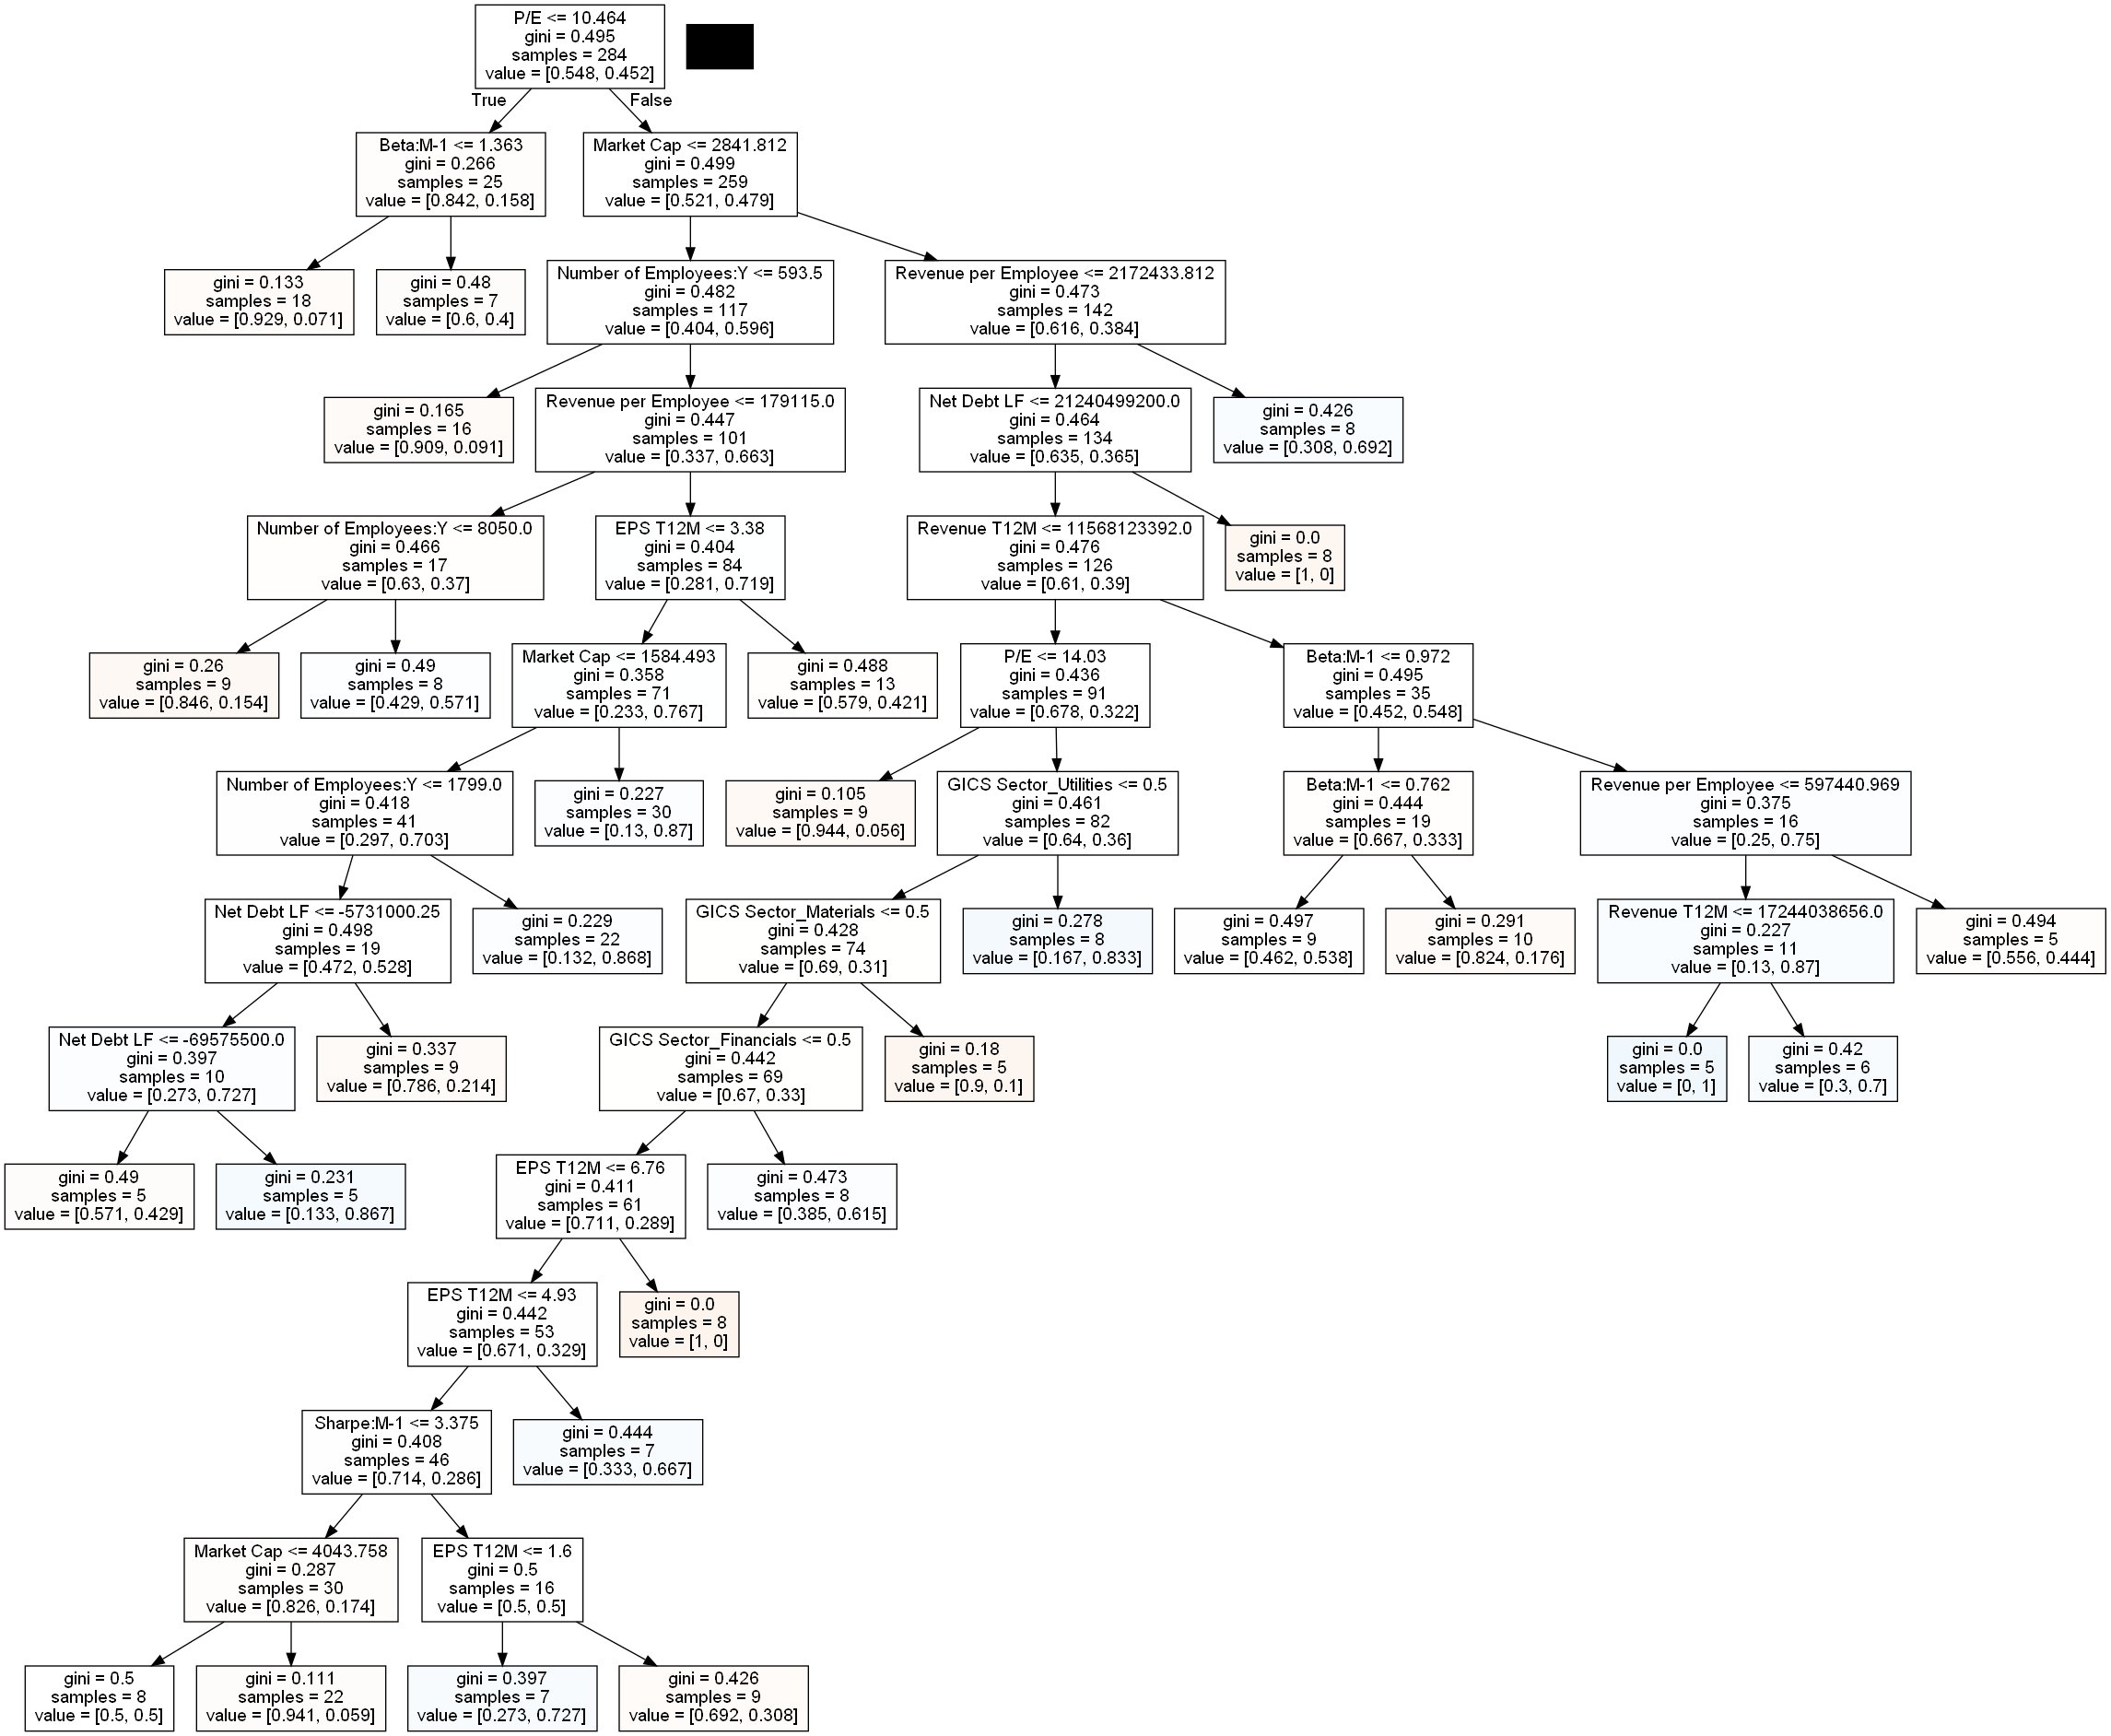 P/E <= 10.464
gini = 0.495
samples = 284
value = [0.548, 0.452]
True
False
Beta:M-1 <= 1.363
gini = 0.266
samples = 25
value = [0.842, 0.158]
Market Cap <= 2841.812
gini = 0.499
samples = 259
value = [0.521, 0.479]
gini = 0.133
samples = 18
value = [0.929, 0.071]
gini = 0.48
samples = 7
value = [0.6, 0.4]
Number of Employees:Y <= 593.5
gini = 0.482
samples = 117
value = [0.404, 0.596]
Revenue per Employee <= 2172433.812
gini = 0.473
samples = 142
value = [0.616, 0.384]
gini = 0.165
samples = 16
value = [0.909, 0.091]
Revenue per Employee <= 179115.0
gini = 0.447
samples = 101
value = [0.337, 0.663]
Net Debt LF <= 21240499200.0
gini = 0.464
samples = 134
value = [0.635, 0.365]
gini = 0.426
samples = 8
value = [0.308, 0.692]
Number of Employees:Y <= 8050.0
gini = 0.466
samples = 17
value = [0.63, 0.37]
EPS T12M <= 3.38
gini = 0.404
samples = 84
value = [0.281, 0.719]
Revenue T12M <= 11568123392.0
gini = 0.476
samples = 126
value = [0.61, 0.39]
gini = 0.0
samples = 8
value = [1, 0]
gini = 0.26
samples = 9
value = [0.846, 0.154]
gini = 0.49
samples = 8
value = [0.429, 0.571]
Market Cap <= 1584.493
gini = 0.358
samples = 71
value = [0.233, 0.767]
gini = 0.488
samples = 13
value = [0.579, 0.421]
P/E <= 14.03
gini = 0.436
samples = 91
value = [0.678, 0.322]
Beta:M-1 <= 0.972
gini = 0.495
samples = 35
value = [0.452, 0.548]
Number of Employees:Y <= 1799.0
gini = 0.418
samples = 41
value = [0.297, 0.703]
gini = 0.227
samples = 30
value = [0.13, 0.87]
gini = 0.105
samples = 9
value = [0.944, 0.056]
GICS Sector_Utilities <= 0.5
gini = 0.461
samples = 82
value = [0.64, 0.36]
Beta:M-1 <= 0.762
gini = 0.444
samples = 19
value = [0.667, 0.333]
Revenue per Employee <= 597440.969
gini = 0.375
samples = 16
value = [0.25, 0.75]
Net Debt LF <= -5731000.25
gini = 0.498
samples = 19
value = [0.472, 0.528]
gini = 0.229
samples = 22
value = [0.132, 0.868]
GICS Sector_Materials <= 0.5
gini = 0.428
samples = 74
value = [0.69, 0.31]
gini = 0.278
samples = 8
value = [0.167, 0.833]
gini = 0.497
samples = 9
value = [0.462, 0.538]
gini = 0.291
samples = 10
value = [0.824, 0.176]
Revenue T12M <= 17244038656.0
gini = 0.227
samples = 11
value = [0.13, 0.87]
gini = 0.494
samples = 5
value = [0.556, 0.444]
Net Debt LF <= -69575500.0
gini = 0.397
samples = 10
value = [0.273, 0.727]
gini = 0.337
samples = 9
value = [0.786, 0.214]
GICS Sector_Financials <= 0.5
gini = 0.442
samples = 69
value = [0.67, 0.33]
gini = 0.18
samples = 5
value = [0.9, 0.1]
gini = 0.0
samples = 5
value = [0, 1]
gini = 0.42
samples = 6
value = [0.3, 0.7]
gini = 0.49
samples = 5
value = [0.571, 0.429]
gini = 0.231
samples = 5
value = [0.133, 0.867]
EPS T12M <= 6.76
gini = 0.411
samples = 61
value = [0.711, 0.289]
gini = 0.473
samples = 8
value = [0.385, 0.615]
EPS T12M <= 4.93
gini = 0.442
samples = 53
value = [0.671, 0.329]
gini = 0.0
samples = 8
value = [1, 0]
Sharpe:M-1 <= 3.375
gini = 0.408
samples = 46
value = [0.714, 0.286]
gini = 0.444
samples = 7
value = [0.333, 0.667]
Market Cap <= 4043.758
gini = 0.287
samples = 30
value = [0.826, 0.174]
EPS T12M <= 1.6
gini = 0.5
samples = 16
value = [0.5, 0.5]
gini = 0.5
samples = 8
value = [0.5, 0.5]
gini = 0.111
samples = 22
value = [0.941, 0.059]
gini = 0.397
samples = 7
value = [0.273, 0.727]
gini = 0.426
samples = 9
value = [0.692, 0.308]